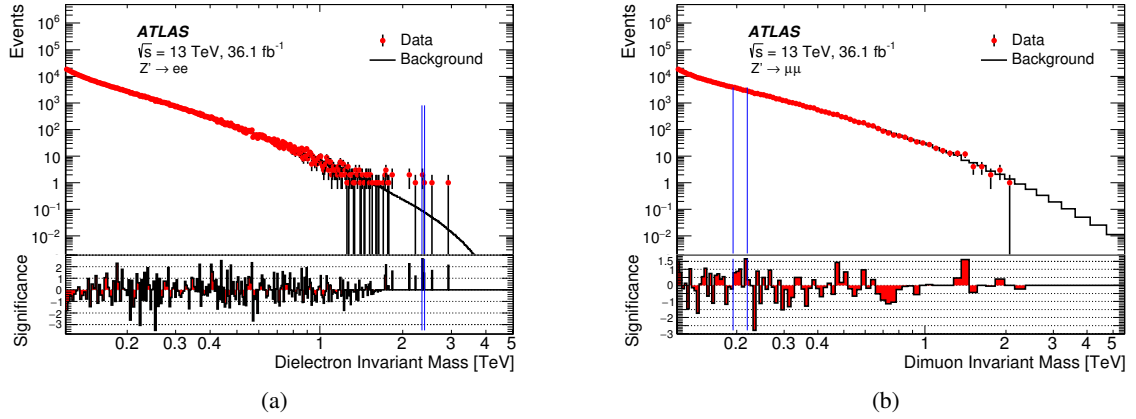 Events
10⁶
10⁵
10⁴
10³
10²
10
1
10⁻¹
10⁻²
ATLAS
√s = 13 TeV, 36.1 fb⁻¹
Z' → ee
Data
Background
Significance
2
1
0
−1
−2
−3
0.2 0.3 0.4 1 2 3 4 5
Dielectron Invariant Mass [TeV]
(a)
Events
10⁶
10⁵
10⁴
10³
10²
10
1
10⁻¹
10⁻²
ATLAS
√s = 13 TeV, 36.1 fb⁻¹
Z' → μμ
Data
Background
Significance
1.5
1
0.5
0
−0.5
−1
−1.5
−2
−3
0.2 0.3 0.4 1 2 3 4 5
Dimuon Invariant Mass [TeV]
(b)